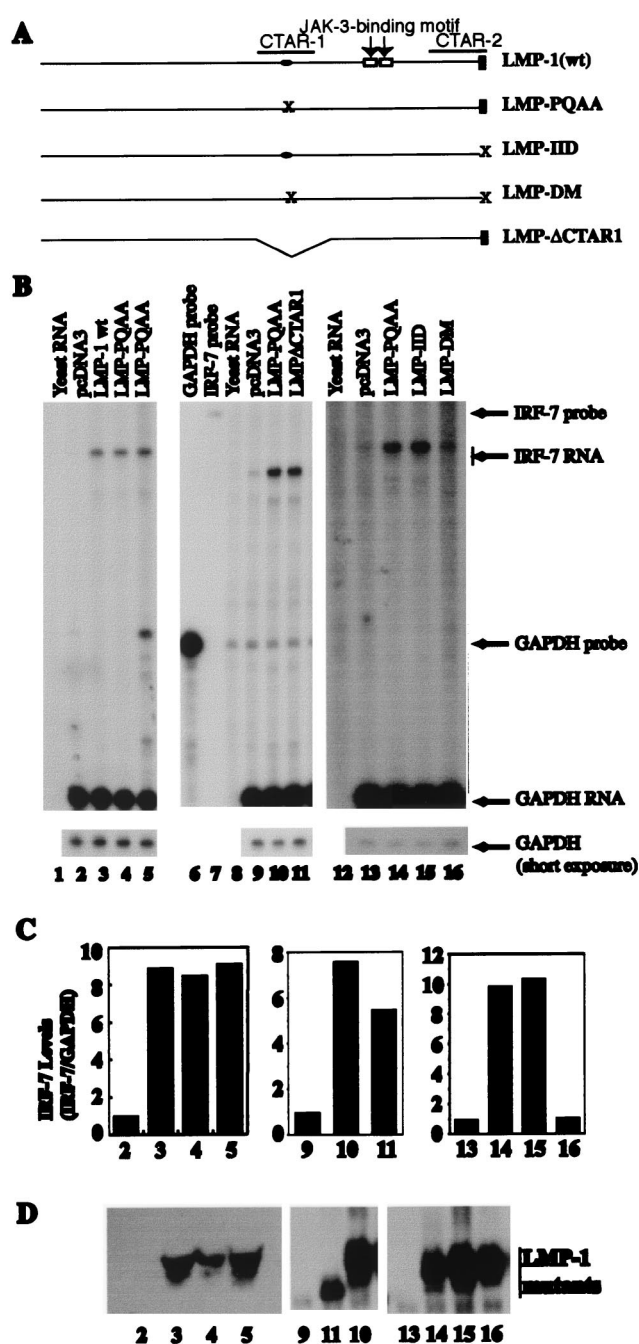 A
JAK-3-binding motif
CTAR-1
CTAR-2
LMP-1(wt)
X
LMP-PQAA
X
LMP-IID
X
X
LMP-DM
LMP-ΔCTAR1
B
Yeast RNA
pcDNA3
LMP-1 wt
LMP-PQAA
LMP-PQAA
GAPDH probe
IRF-7 probe
Yeast RNA
pcDNA3
LMP-PQAA
LMPΔCTAR1
Yeast RNA
pcDNA3
LMP-PQAA
LMP-IID
LMP-DM
IRF-7 probe
IRF-7 RNA
GAPDH probe
GAPDH RNA
GAPDH
(short exposure)
1 2 3 4 5 6 7 8 9 10 11 12 13 14 15 16
C
IRF-7 Levels
(IRF-7/GAPDH)
10
8
6
4
2
0
2 3 4 5
8
6
4
2
0
9 10 11
12
10
8
6
4
2
0
13 14 15 16
D
LMP-1
mutants
2 3 4 5 9 11 10 13 14 15 16